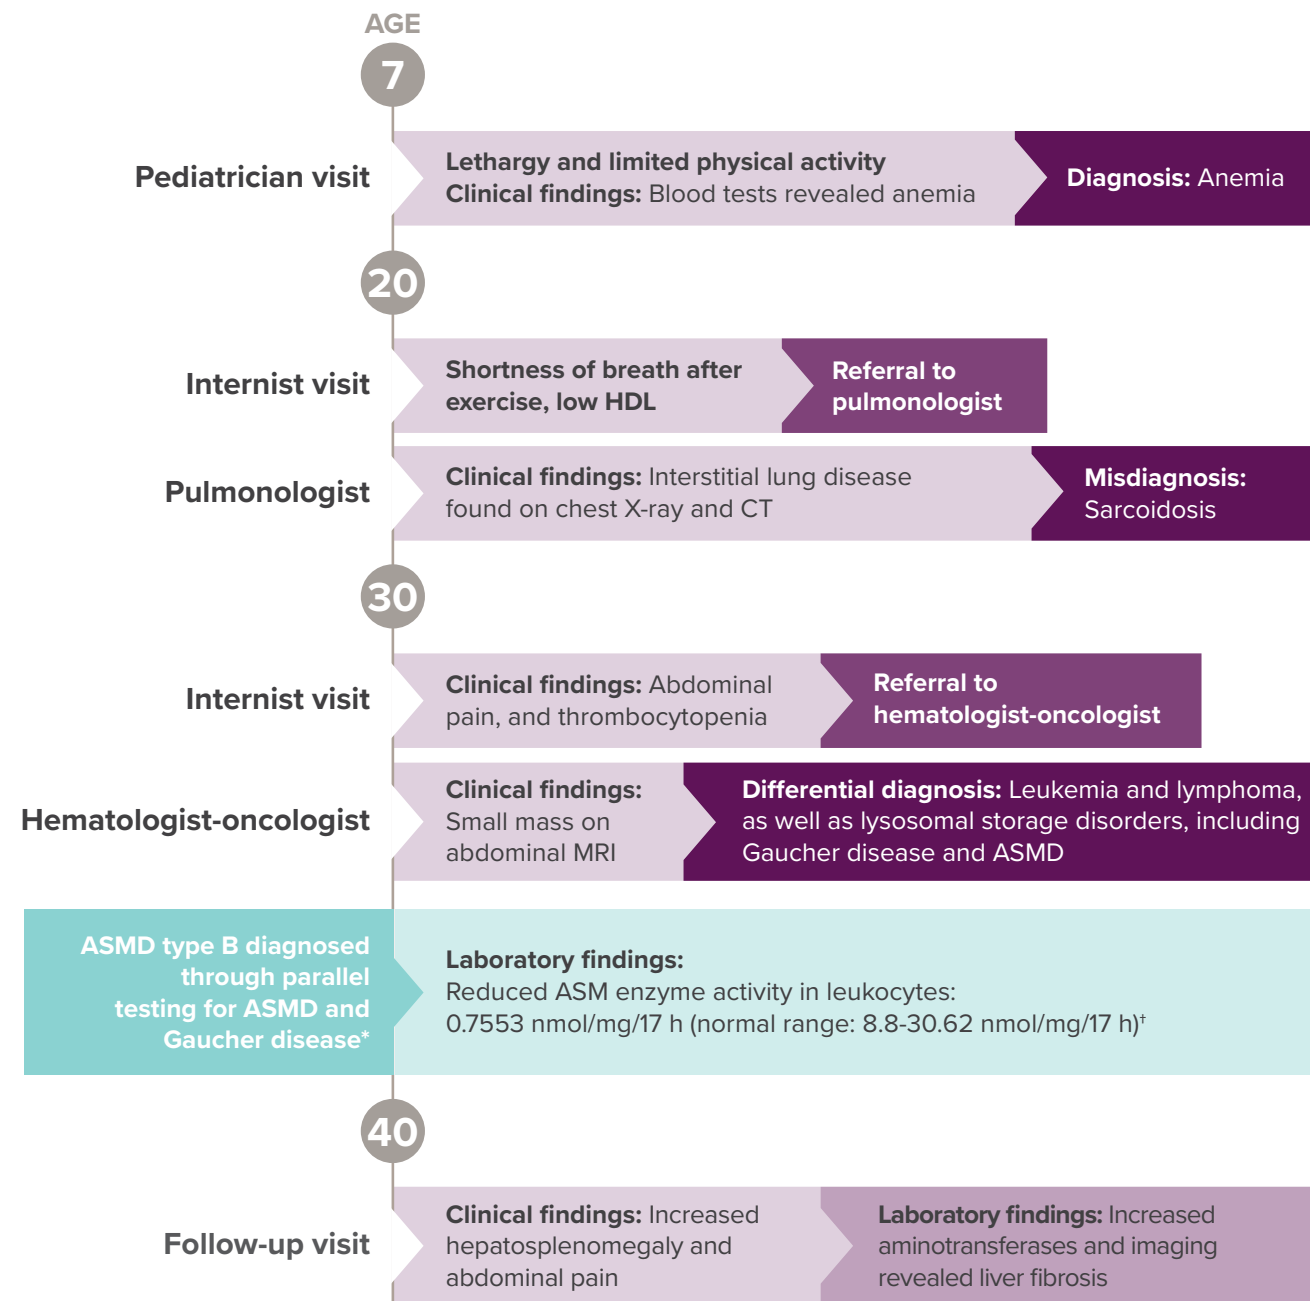 AGE
7
Pediatrician visit
Lethargy and limited physical activity
Clinical findings: Blood tests revealed anemia
Diagnosis: Anemia
20
Internist visit
Shortness of breath after
exercise, low HDL
Referral to
pulmonologist
Pulmonologist
Clinical findings: Interstitial lung disease
found on chest X-ray and CT
Misdiagnosis:
Sarcoidosis
30
Internist visit
Clinical findings: Abdominal
pain, and thrombocytopenia
Referral to
hematologist-oncologist
Hematologist-oncologist
Clinical findings:
Small mass on
abdominal MRI
Differential diagnosis: Leukemia and lymphoma,
as well as lysosomal storage disorders, including
Gaucher disease and ASMD
ASMD type B diagnosed
through parallel
testing for ASMD and
Gaucher disease*
Laboratory findings:
Reduced ASM enzyme activity in leukocytes:
0.7553 nmol/mg/17 h (normal range: 8.8-30.62 nmol/mg/17 h)†
40
Follow-up visit
Clinical findings: Increased
hepatosplenomegaly and
abdominal pain
Laboratory findings: Increased
aminotransferases and imaging
revealed liver fibrosis